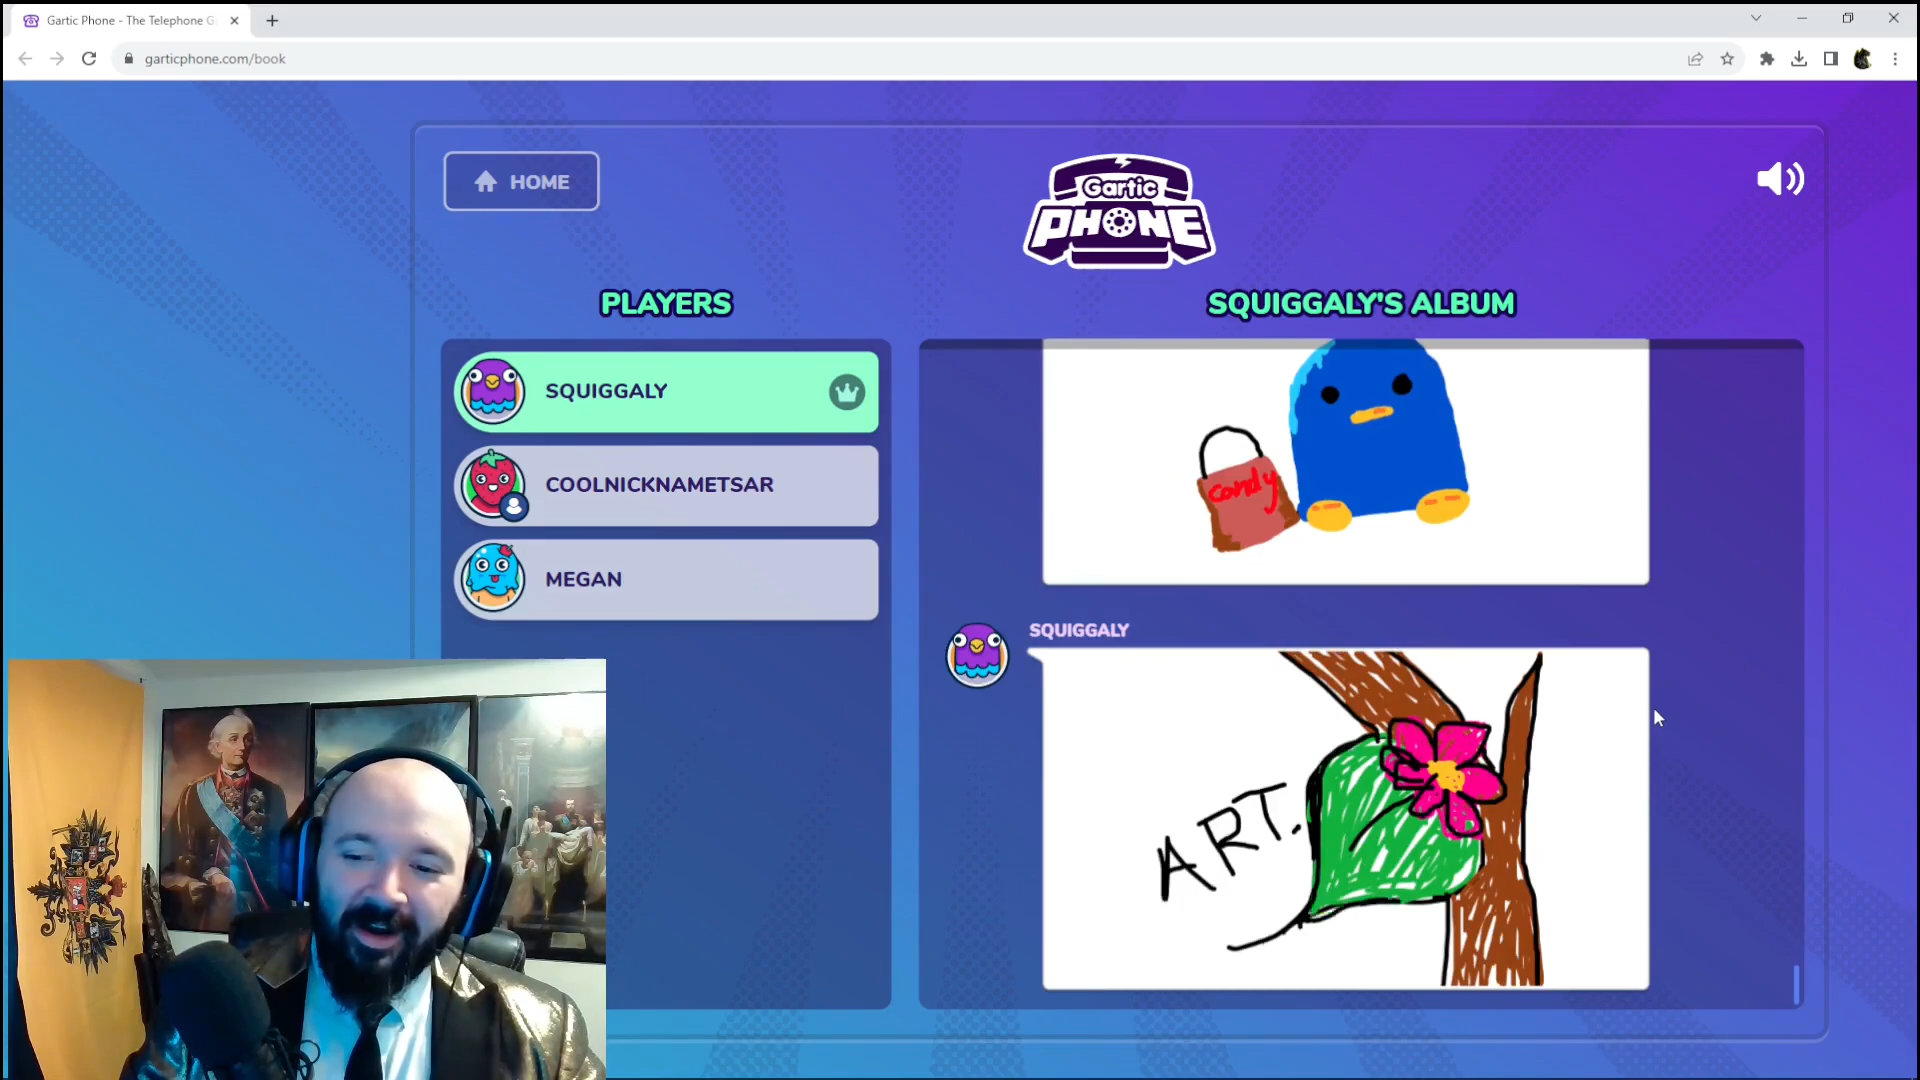 Gartic Phone - The Telephone G
garticphone.com/book
HOME
Gartic
PHONE
PLAYERS
SQUIGGALY'S ALBUM
SQUIGGALY
COOLNICKNAMETSAR
MEGAN
candy
SQUIGGALY
ART.